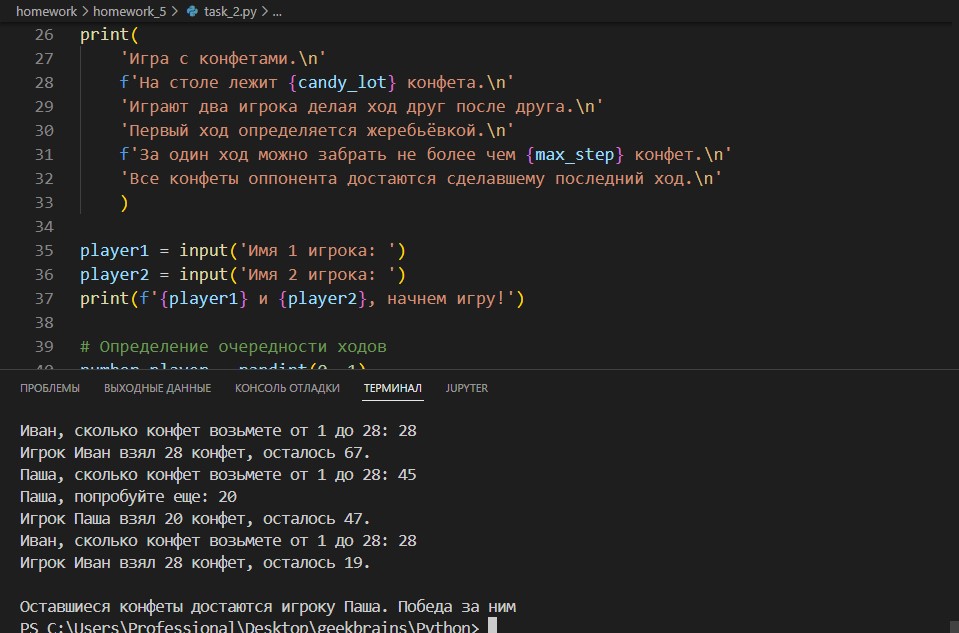 homework > homework_5 > task_2.py > ...
26 print(
27 'Игра с конфетами.\n'
28 f'На столе лежит {candy_lot} конфета.\n'
29 'Играют два игрока делая ход друг после друга.\n'
30 'Первый ход определяется жеребьёвкой.\n'
31 f'За один ход можно забрать не более чем {max_step} конфет.\n'
32 'Все конфеты оппонента достаются сделавшему последний ход.\n'
33 )
34
35 player1 = input('Имя 1 игрока: ')
36 player2 = input('Имя 2 игрока: ')
37 print(f'{player1} и {player2}, начнем игру!')
38
39 # Определение очередности ходов
ПРОБЛЕМЫ ВЫХОДНЫЕ ДАННЫЕ КОНСОЛЬ ОТЛАДКИ ТЕРМИНАЛ JUPYTER
Иван, сколько конфет возьмете от 1 до 28: 28
Игрок Иван взял 28 конфет, осталось 67.
Паша, сколько конфет возьмете от 1 до 28: 45
Паша, попробуйте еще: 20
Игрок Паша взял 20 конфет, осталось 47.
Иван, сколько конфет возьмете от 1 до 28: 28
Игрок Иван взял 28 конфет, осталось 19.
Оставшиеся конфеты достаются игроку Паша. Победа за ним
PS C:\Users\Professional\Desktop\geekbrains\Python>